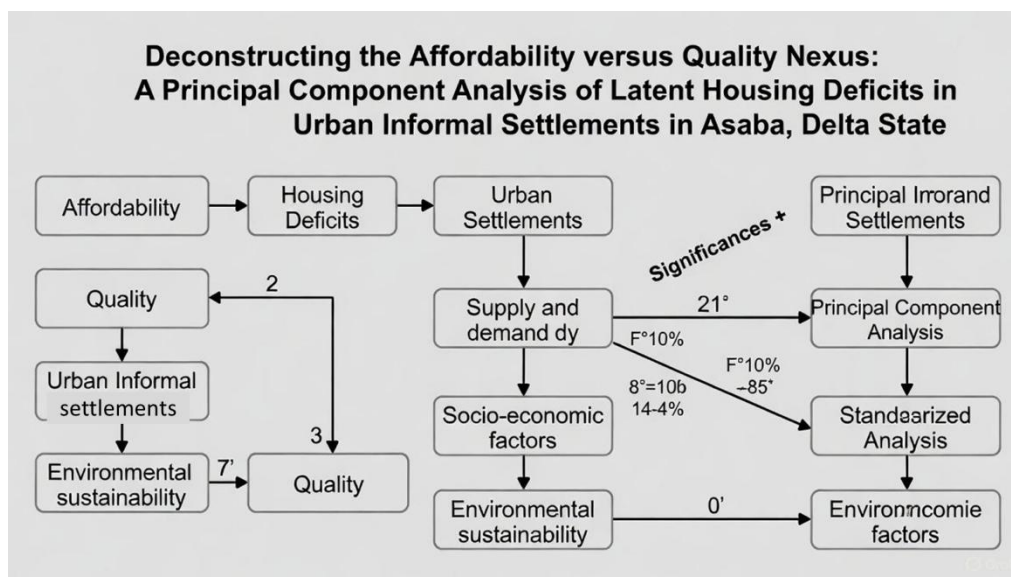 Deconstructing the Affordability versus Quality Nexus:
A Principal Component Analysis of Latent Housing Deficits in
Urban Informal Settlements in Asaba, Delta State
Affordability
Housing
Deficits
Urban
Settlements
Principal Irrorand
Settlements
Significances +
Quality
2
Supply and
demand dy
21°
Principal Component
Analysis
F°10%
F°10%
8°=10b
14-4%
Urban Informal
settlements
3
Socio-economic
factors
Analysis
Environmental
sustainability
7'
Quality
Environmental
sustainability
0'
factors